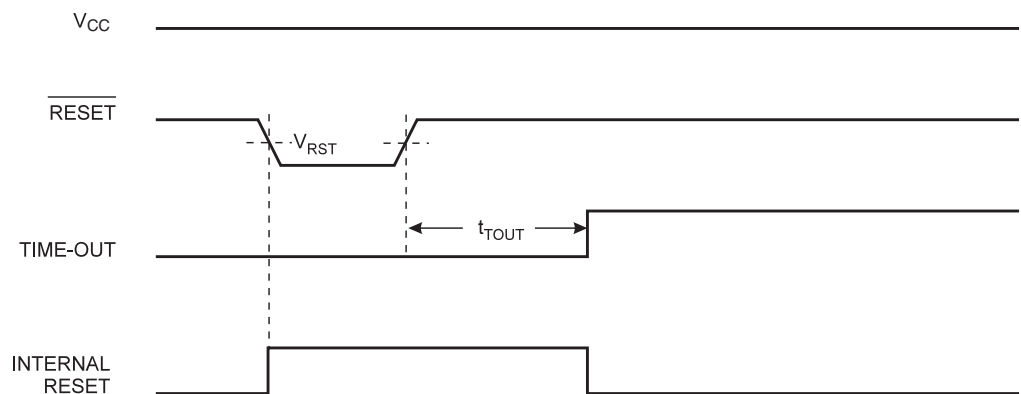 VCC
RESET
VRST
tTOUT
TIME-OUT
INTERNAL
RESET